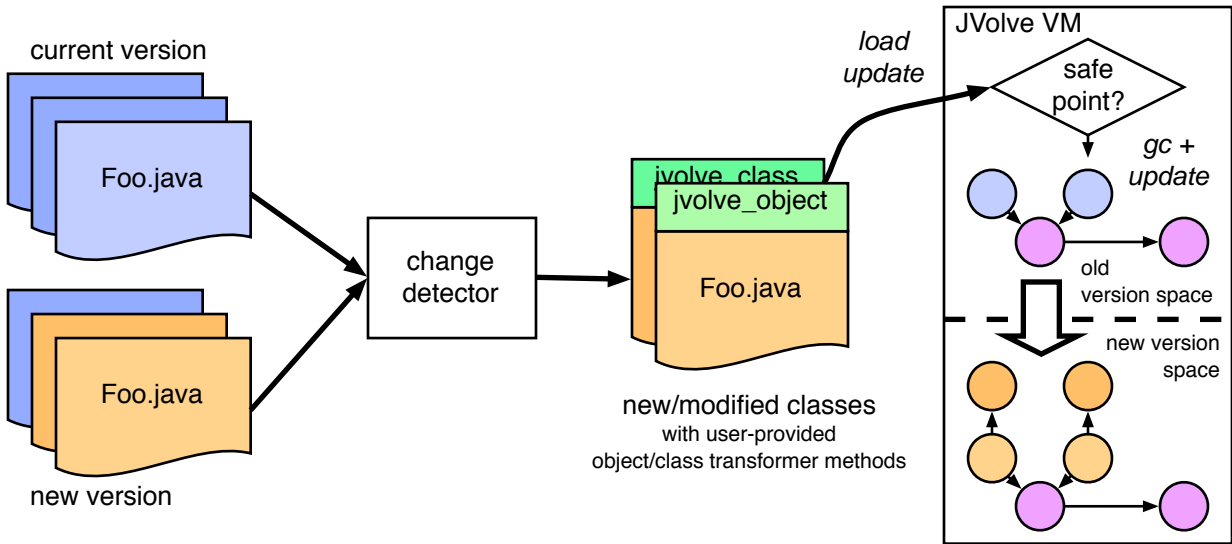 current version
Foo.java
Foo.java
new version
change
detector
jvolve_class
jvolve_object
Foo.java
new/modified classes
with user-provided
object/class transformer methods
load
update
JVolve VM
safe
point?
gc +
update
old
version space
new version
space